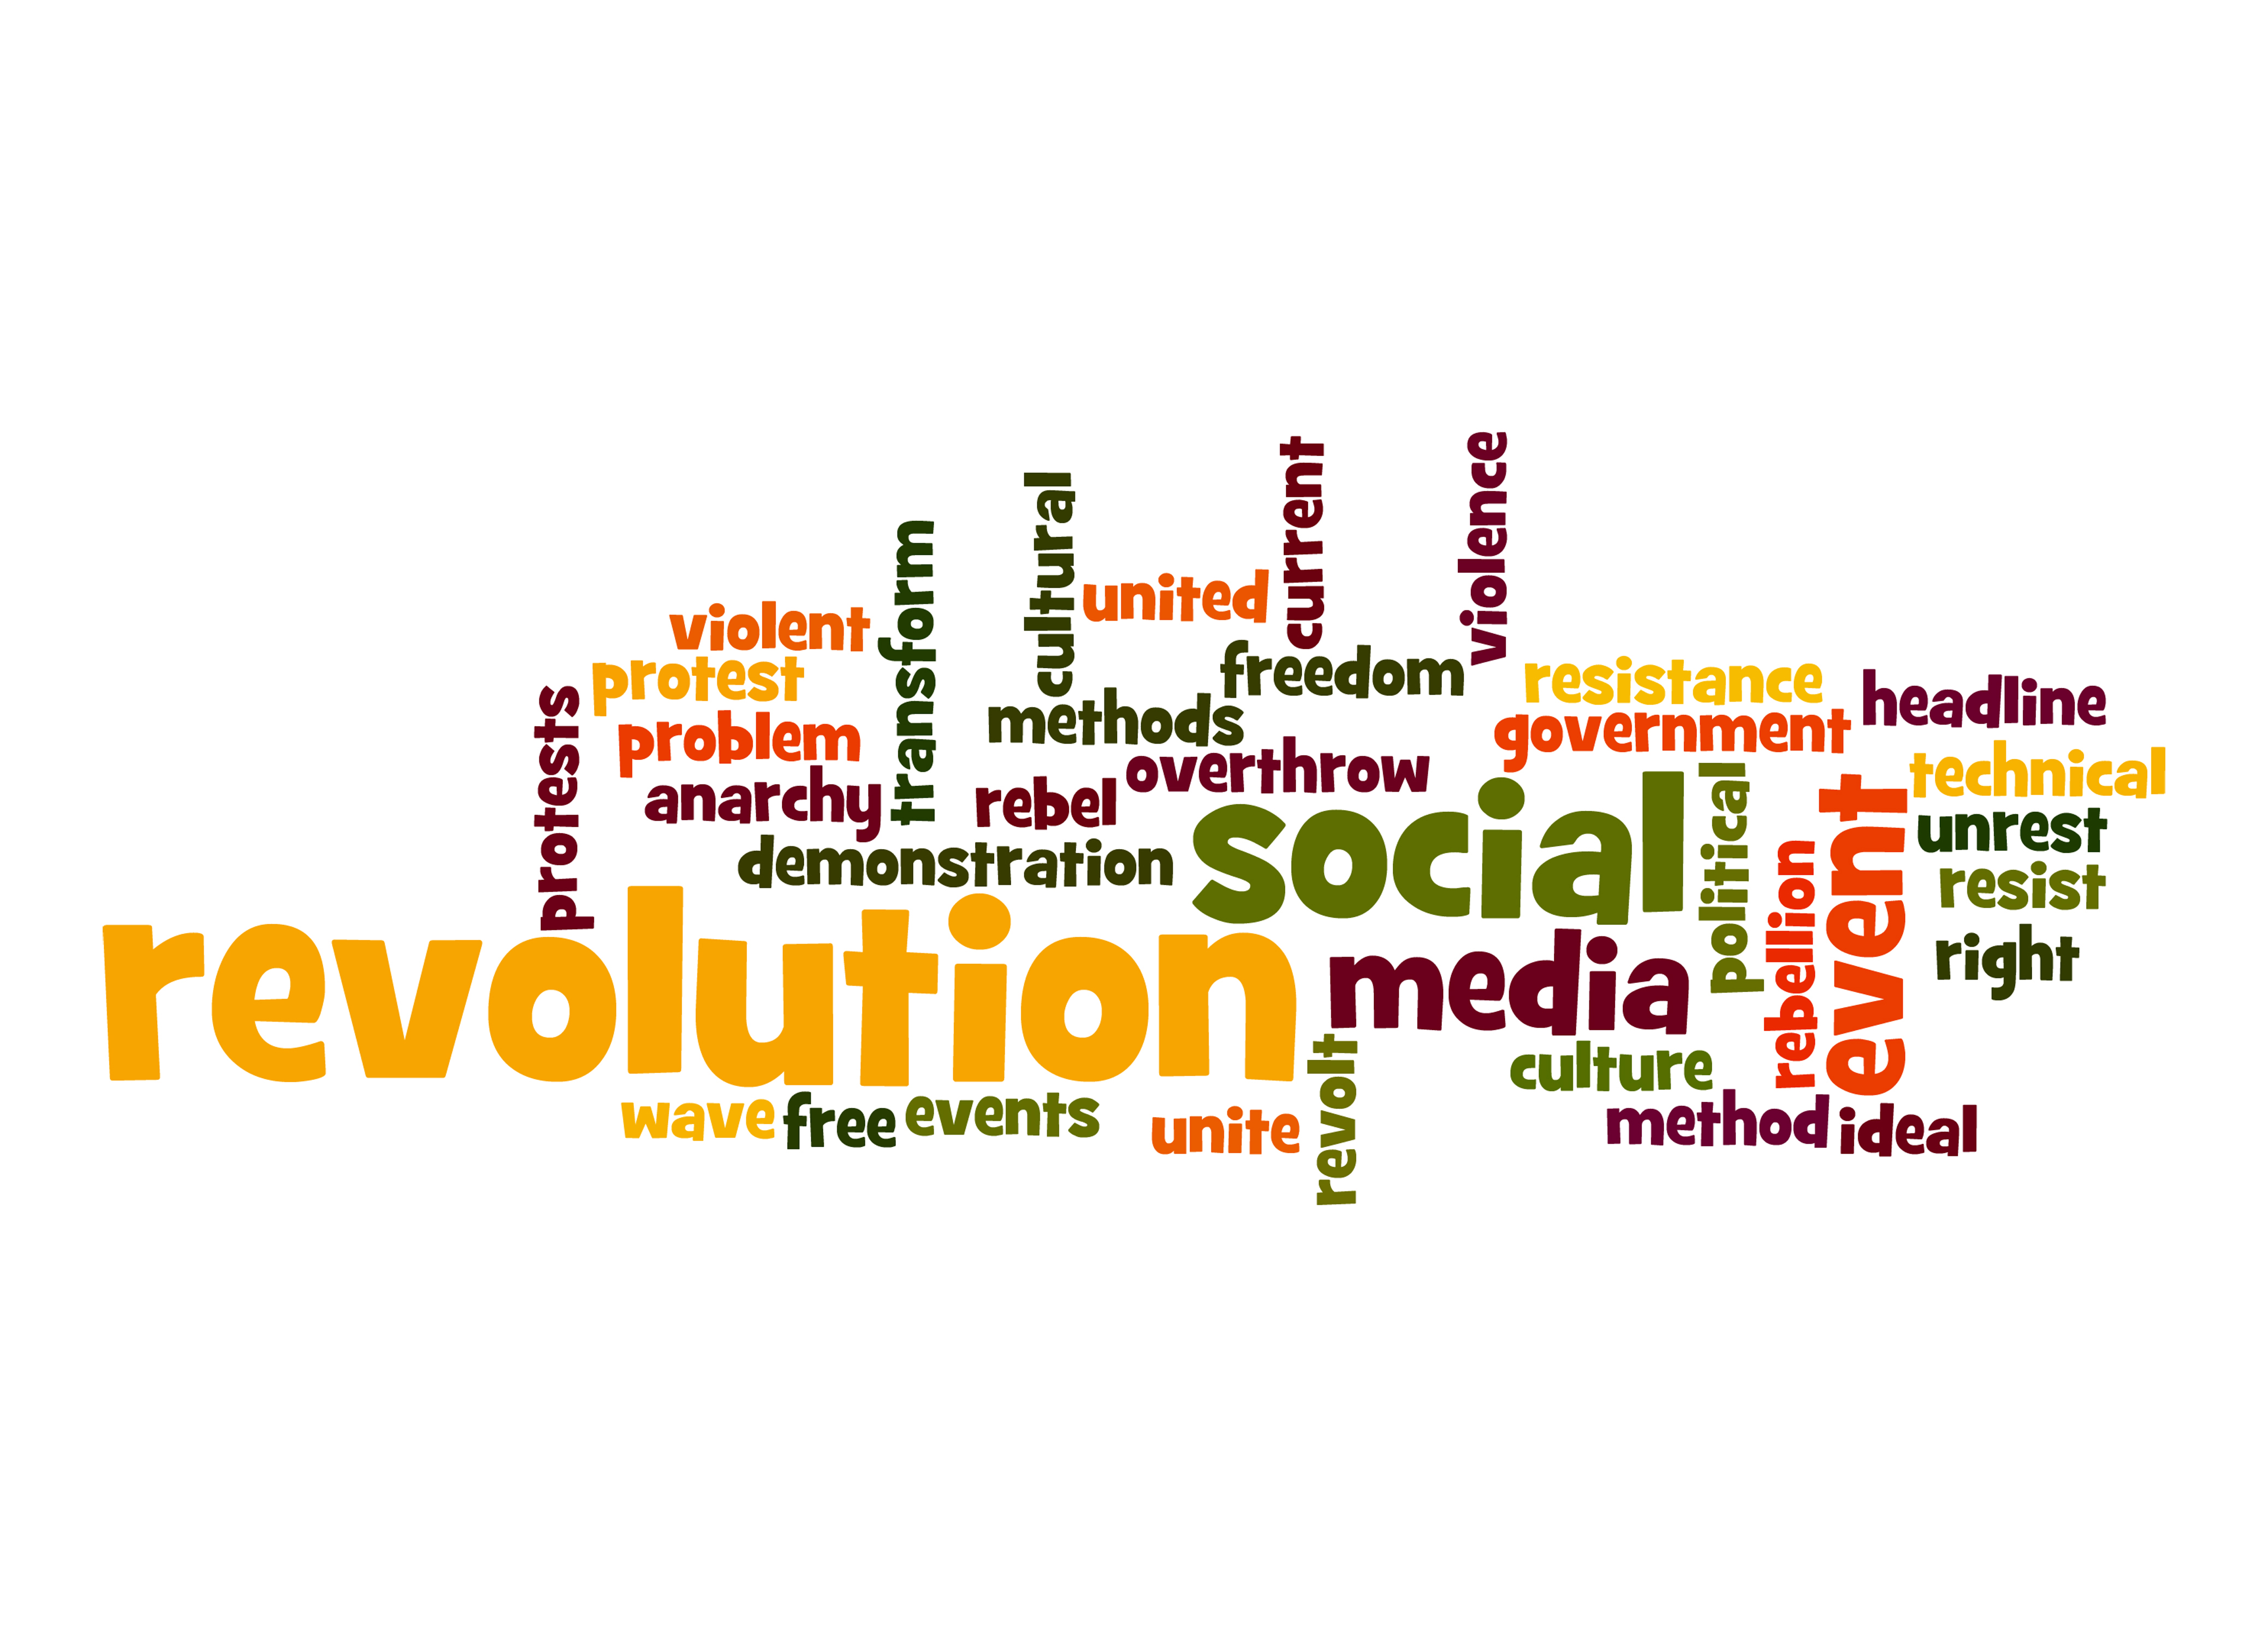 violence
current
cultural
transform
united
violent
freedom
protest
resistance
headline
protests
methods
problem
government
overthrow
technical
anarchy
rebel
social
political
event
unrest
demonstration
rebellion
resist
revolution
media
right
revolt
culture
wave
free
events
unite
method
ideal